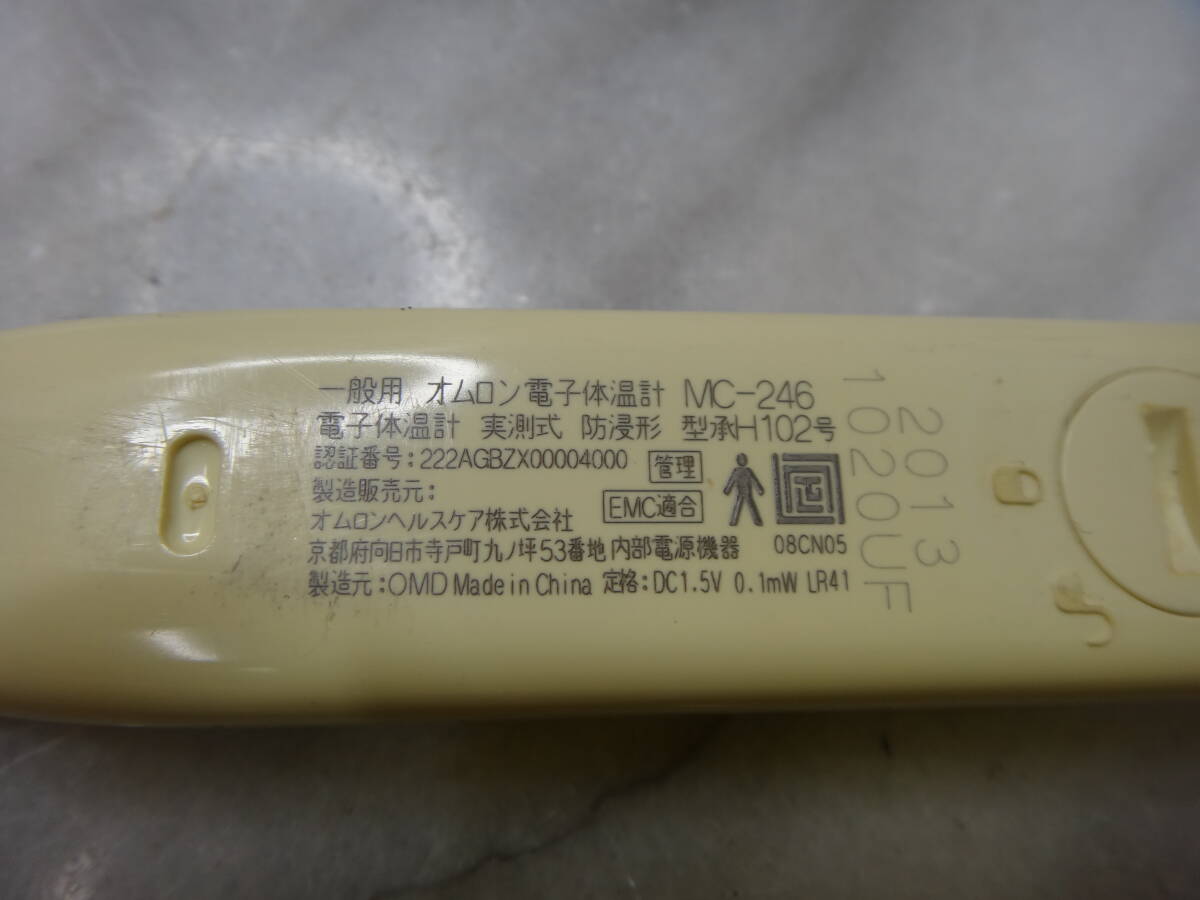 一般用 オムロン電子体温計 MC-246
電子体温計 実測式 防浸形 型承H102号
認証番号:222AGBZX00004000 管理
製造販売元: EMC適合
オムロンヘルスケア株式会社
京都府向日市寺戸町九ノ坪53番地 内部電源機器 08CN05
製造元:OMD Made in China 定格:DC1.5V 0.1mW LR41
2013
1020UF